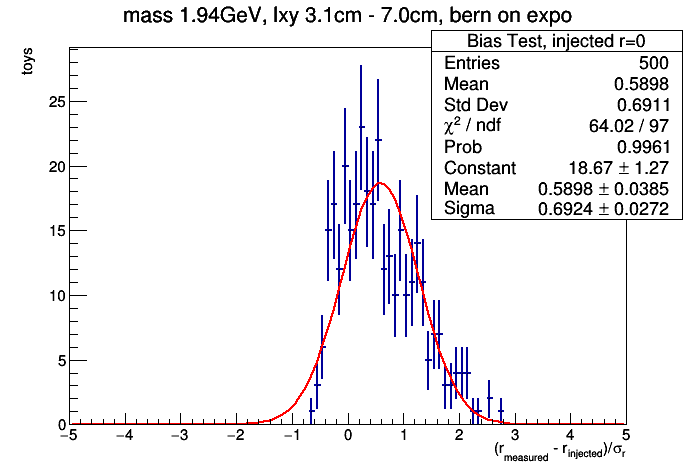 mass 1.94GeV, lxy 3.1cm - 7.0cm, bern on expo
Bias Test, injected r=0
Entries 500
Mean 0.5898
Std Dev 0.6911
χ² / ndf 64.02 / 97
Prob 0.9961
Constant 18.67 ± 1.27
Mean 0.5898 ± 0.0385
Sigma 0.6924 ± 0.0272
toys
25
20
15
10
5
0
−5 −4 −3 −2 −1 0 1 2 3 4 5
(r_measured - r_injected)/σ_r